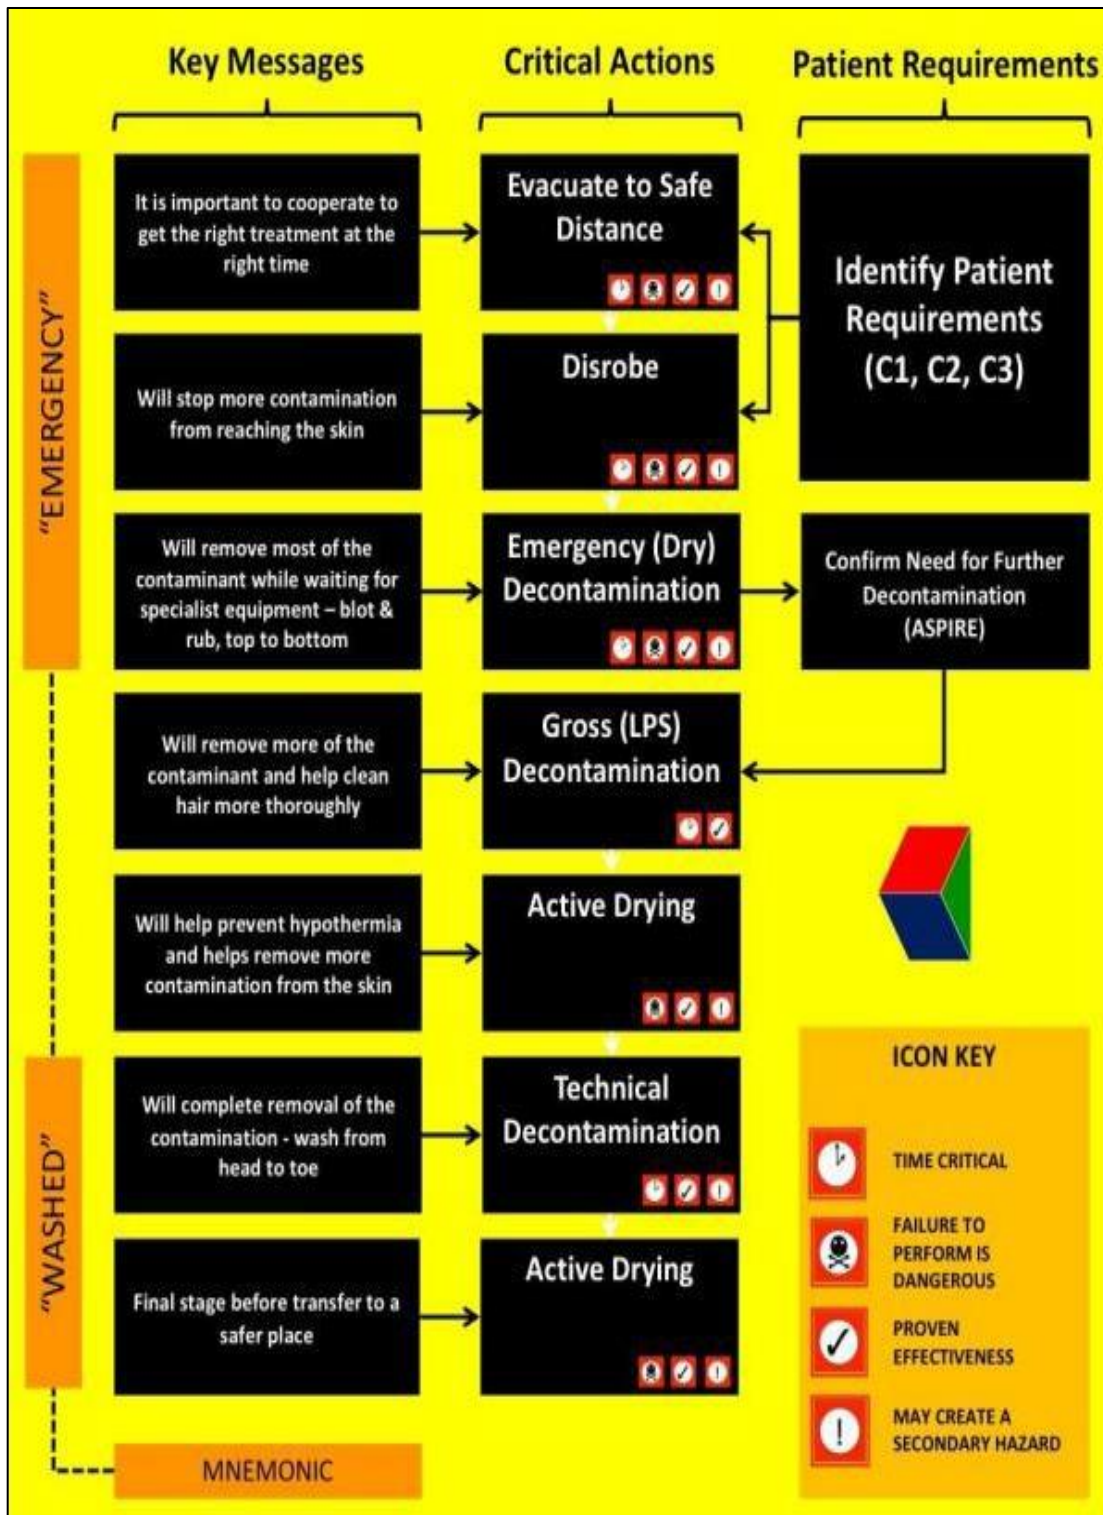 Key Messages
Critical Actions
Patient Requirements
"EMERGENCY"
It is important to cooperate to
get the right treatment at the
right time
Evacuate to Safe
Distance
Identify Patient
Requirements
(C1, C2, C3)
Will stop more contamination
from reaching the skin
Disrobe
Will remove most of the
contaminant while waiting for
specialist equipment – blot &
rub, top to bottom
Emergency (Dry)
Decontamination
Confirm Need for Further
Decontamination
(ASPIRE)
Will remove more of the
contaminant and help clean
hair more thoroughly
Gross (LPS)
Decontamination
Will help prevent hypothermia
and helps remove more
contamination from the skin
Active Drying
"WASHED"
Will complete removal of the
contamination - wash from
head to toe
Technical
Decontamination
Final stage before transfer to a
safer place
Active Drying
MNEMONIC
ICON KEY
TIME CRITICAL
FAILURE TO
PERFORM IS
DANGEROUS
PROVEN
EFFECTIVENESS
MAY CREATE A
SECONDARY HAZARD